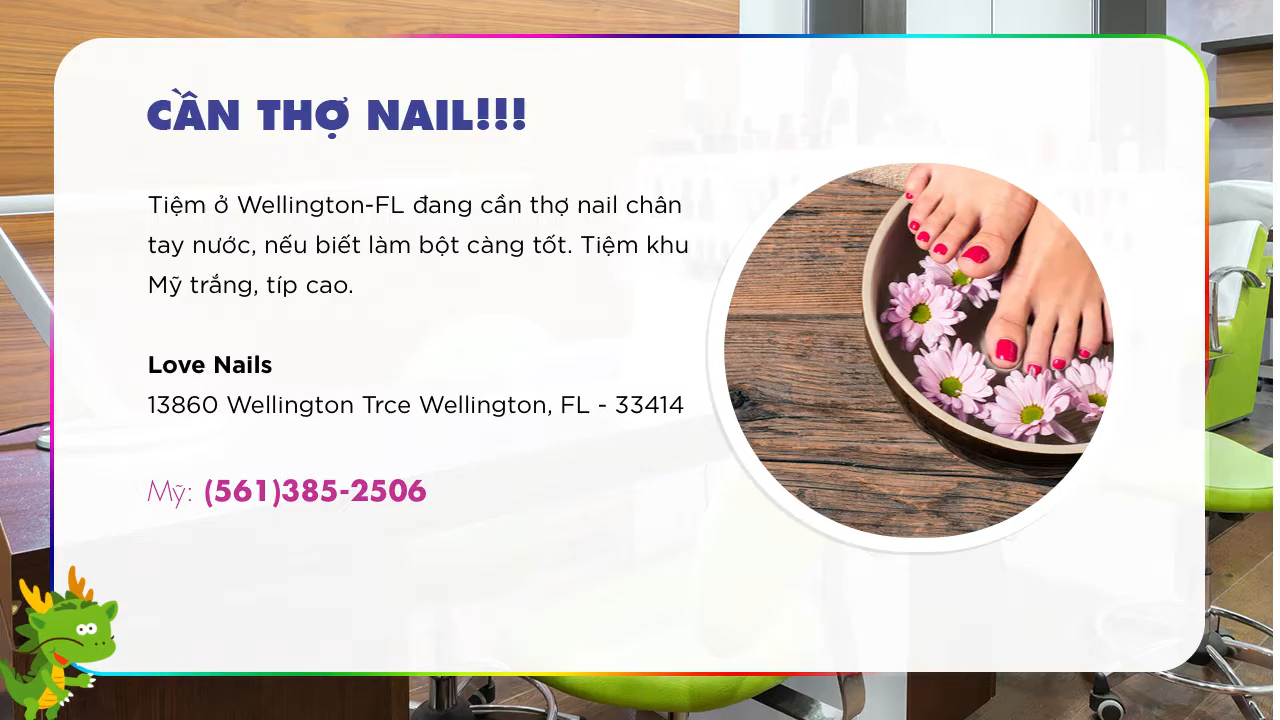 CẦN THỢ NAIL!!!
Tiệm ở Wellington-FL đang cần thợ nail chân
tay nước, nếu biết làm bột càng tốt. Tiệm khu
Mỹ trắng, típ cao.
Love Nails
13860 Wellington Trce Wellington, FL - 33414
Mỹ: (561)385-2506